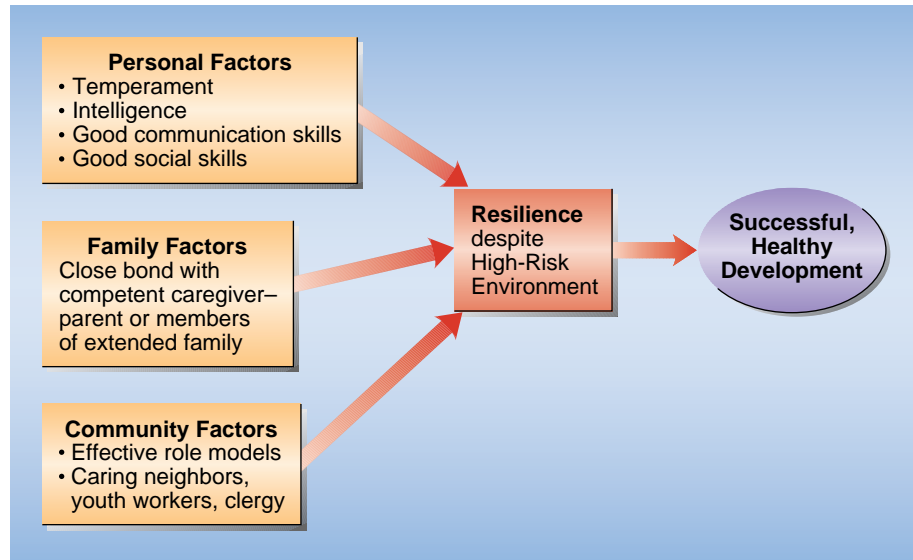 Personal Factors
• Temperament
• Intelligence
• Good communication skills
• Good social skills
Family Factors
Close bond with
competent caregiver–
parent or members
of extended family
Community Factors
• Effective role models
• Caring neighbors,
youth workers, clergy
Resilience
despite
High-Risk
Environment
Successful,
Healthy
Development